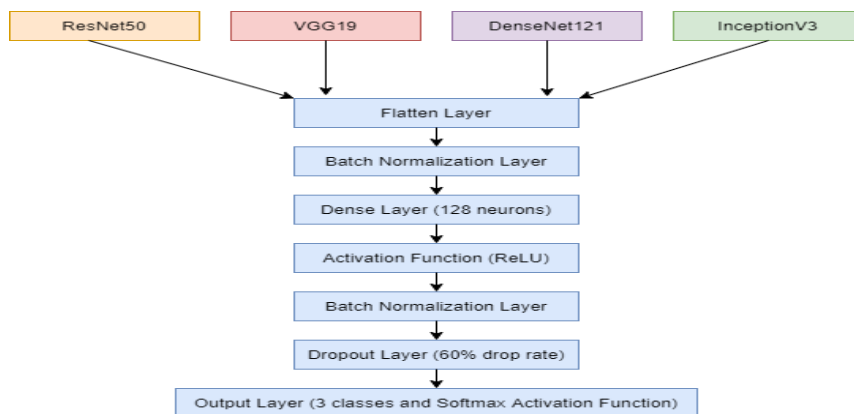 ResNet50
VGG19
DenseNet121
InceptionV3
Flatten Layer
Batch Normalization Layer
Dense Layer (128 neurons)
Activation Function (ReLU)
Batch Normalization Layer
Dropout Layer (60% drop rate)
Output Layer (3 classes and Softmax Activation Function)